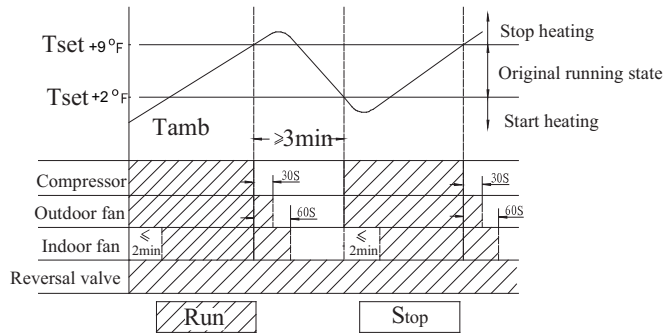 Tset +9°F
Stop heating
Original running state
Tset +2°F
Start heating
Tamb
≥3min
Compressor
30S
30S
Outdoor fan
60S
60S
Indoor fan
≤
2min
≤
2min
Reversal valve
Run
Stop